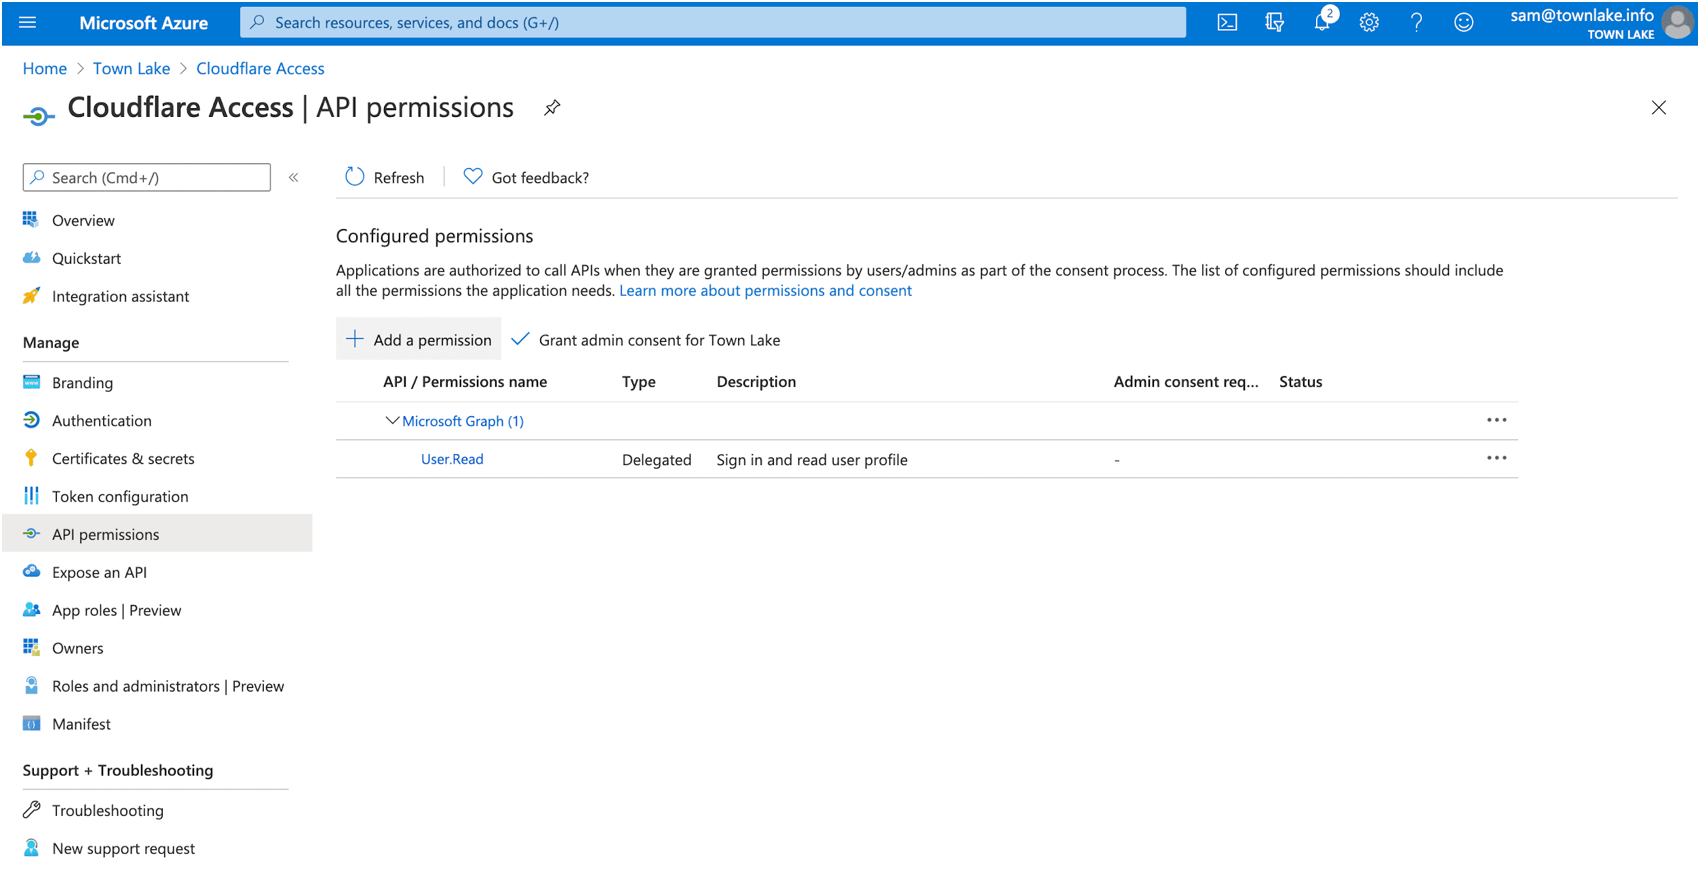 Microsoft Azure
Search resources, services, and docs (G+/)
2
sam@townlake.info
TOWN LAKE
Home > Town Lake > Cloudflare Access
Cloudflare Access | API permissions
Search (Cmd+/)
«
Refresh
Got feedback?
Overview
Quickstart
Integration assistant
Manage
Branding
Authentication
Certificates & secrets
Token configuration
API permissions
Expose an API
App roles | Preview
Owners
Roles and administrators | Preview
Manifest
Support + Troubleshooting
Troubleshooting
New support request
Configured permissions
Applications are authorized to call APIs when they are granted permissions by users/admins as part of the consent process. The list of configured permissions should include
all the permissions the application needs. Learn more about permissions and consent
Add a permission
Grant admin consent for Town Lake
API / Permissions name Type Description Admin consent req... Status
Microsoft Graph (1)
User.Read Delegated Sign in and read user profile -